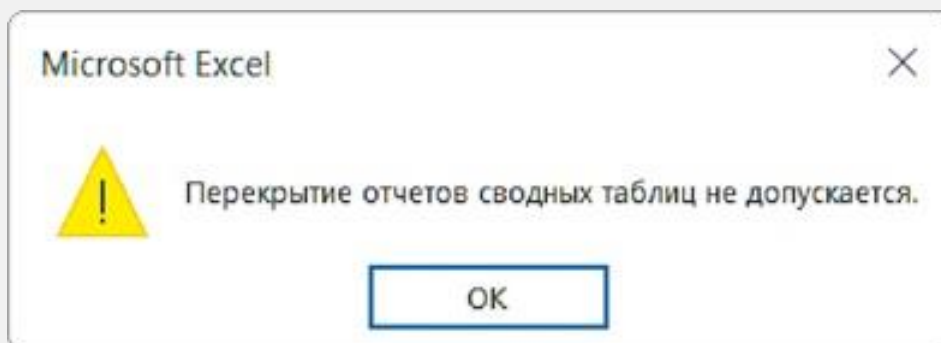 Microsoft Excel
Перекрытие отчетов сводных таблиц не допускается.
OK